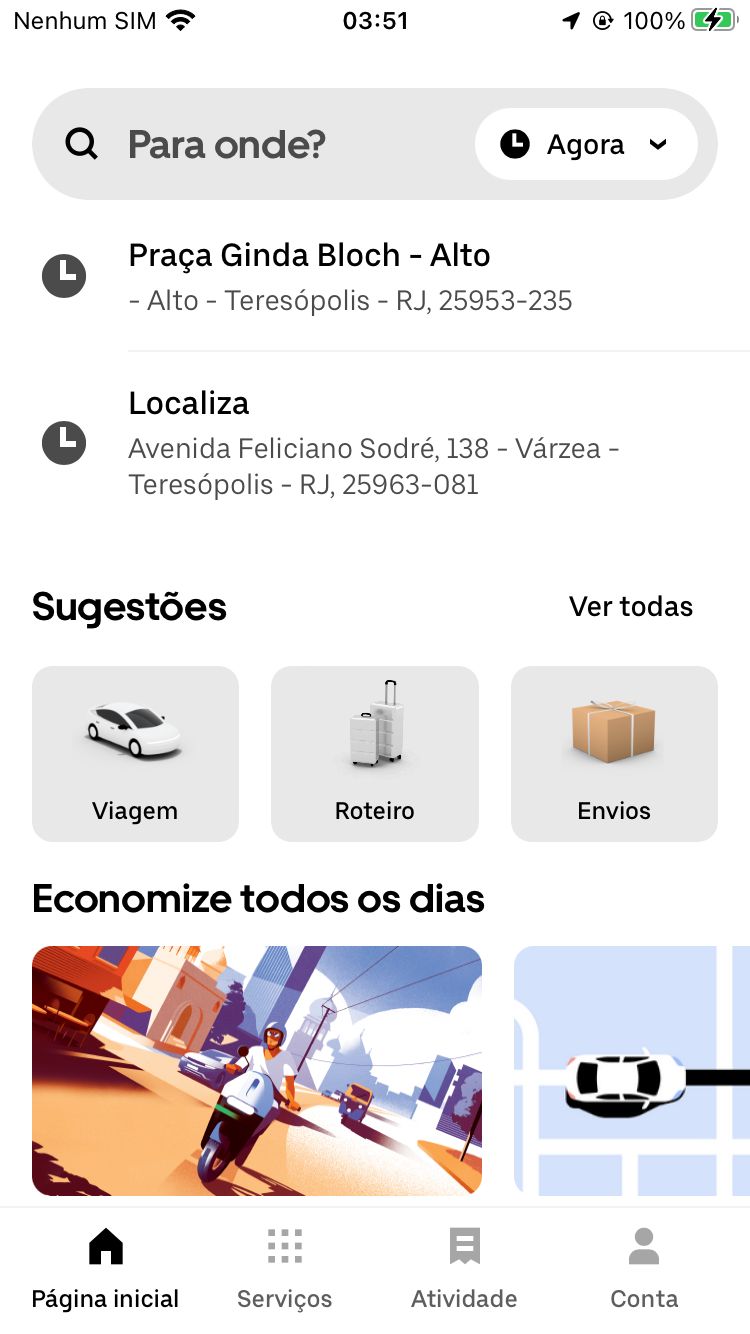 Nenhum SIM 03:51 100%
Para onde? Agora
Praça Ginda Bloch - Alto
- Alto - Teresópolis - RJ, 25953-235
Localiza
Avenida Feliciano Sodré, 138 - Várzea -
Teresópolis - RJ, 25963-081
Sugestões Ver todas
Viagem Roteiro Envios
Economize todos os dias
Página inicial Serviços Atividade Conta